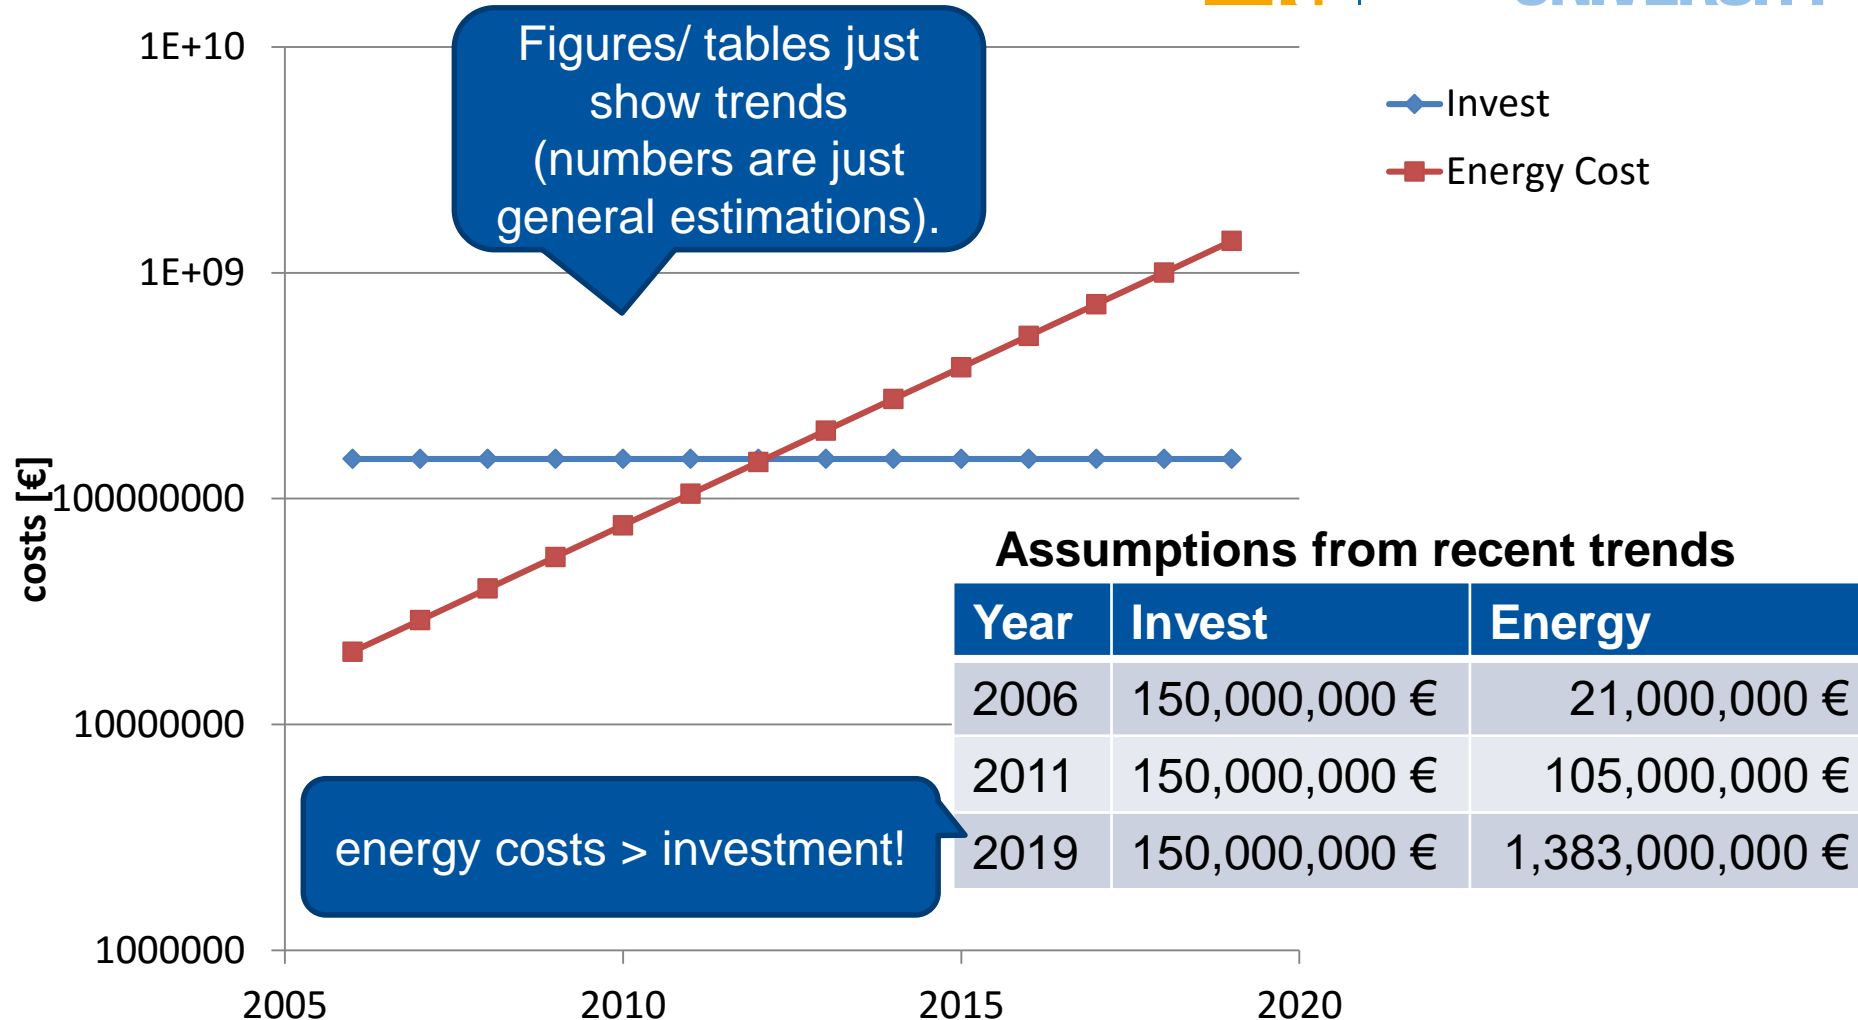 UNIVERSITY
1E+10
1E+09
100000000
10000000
1000000
costs [€]
2005
2010
2015
2020
Figures/ tables just
show trends
(numbers are just
general estimations).
Invest
Energy Cost
Assumptions from recent trends
Year Invest Energy
2006 150,000,000 € 21,000,000 €
2011 150,000,000 € 105,000,000 €
2019 150,000,000 € 1,383,000,000 €
energy costs > investment!